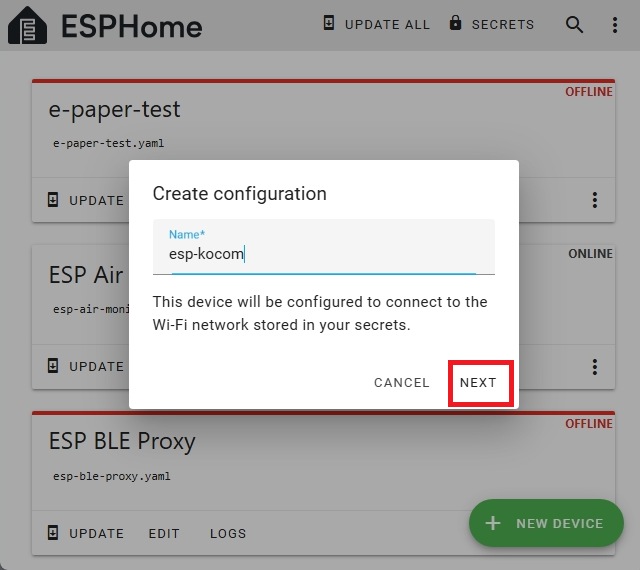 ESPHome
UPDATE ALL
SECRETS
OFFLINE
e-paper-test
e-paper-test.yaml
UPDATE
ONLINE
ESP Air
esp-air-moni
UPDATE
Create configuration
Name*
esp-kocom
This device will be configured to connect to the
Wi-Fi network stored in your secrets.
CANCEL
NEXT
OFFLINE
ESP BLE Proxy
esp-ble-proxy.yaml
UPDATE
EDIT
LOGS
+ NEW DEVICE